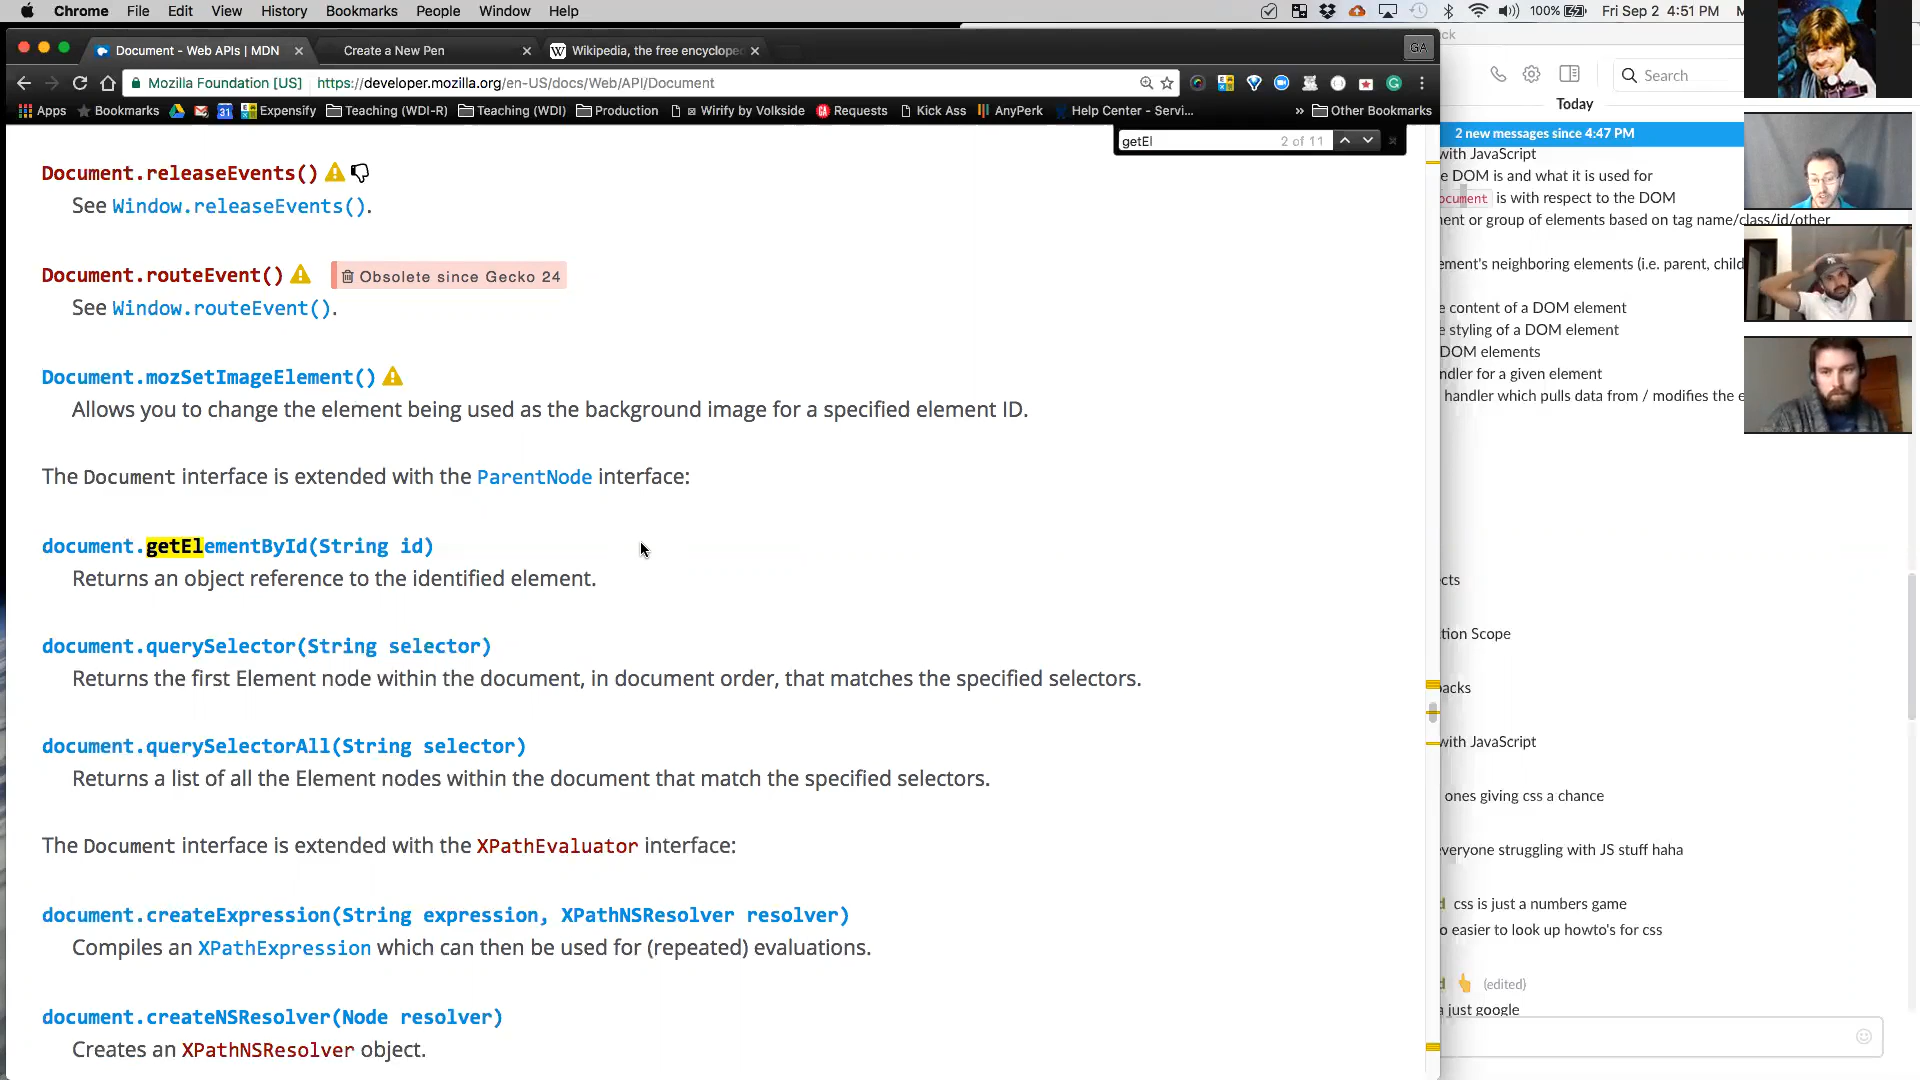 Chrome File Edit View History Bookmarks People Window Help
100% Fri Sep 2 4:51 PM
Document - Web APIs | MDN
Create a New Pen
Wikipedia, the free encyclope
GA
Mozilla Foundation [US] https://developer.mozilla.org/en-US/docs/Web/API/Document
Apps Bookmarks Expensify Teaching (WDI-R) Teaching (WDI) Production Wirify by Volkside Requests Kick Ass AnyPerk Help Center - Servi... » Other Bookmarks
getEl 2 of 11
Document.releaseEvents()
See Window.releaseEvents().
Document.routeEvent() Obsolete since Gecko 24
See Window.routeEvent().
Document.mozSetImageElement()
Allows you to change the element being used as the background image for a specified element ID.
The Document interface is extended with the ParentNode interface:
document.getElementById(String id)
Returns an object reference to the identified element.
document.querySelector(String selector)
Returns the first Element node within the document, in document order, that matches the specified selectors.
document.querySelectorAll(String selector)
Returns a list of all the Element nodes within the document that match the specified selectors.
The Document interface is extended with the XPathEvaluator interface:
document.createExpression(String expression, XPathNSResolver resolver)
Compiles an XPathExpression which can then be used for (repeated) evaluations.
document.createNSResolver(Node resolver)
Creates an XPathNSResolver object.
ck
Search
Today
2 new messages since 4:47 PM
with JavaScript
e DOM is and what it is used for
ocument is with respect to the DOM
ent or group of elements based on tag name/class/id/other
ement's neighboring elements (i.e. parent, child
e content of a DOM element
e styling of a DOM element
DOM elements
ndler for a given element
handler which pulls data from / modifies the e
cts
tion Scope
acks
with JavaScript
ones giving css a chance
everyone struggling with JS stuff haha
d css is just a numbers game
o easier to look up howto's for css
d (edited)
a just google